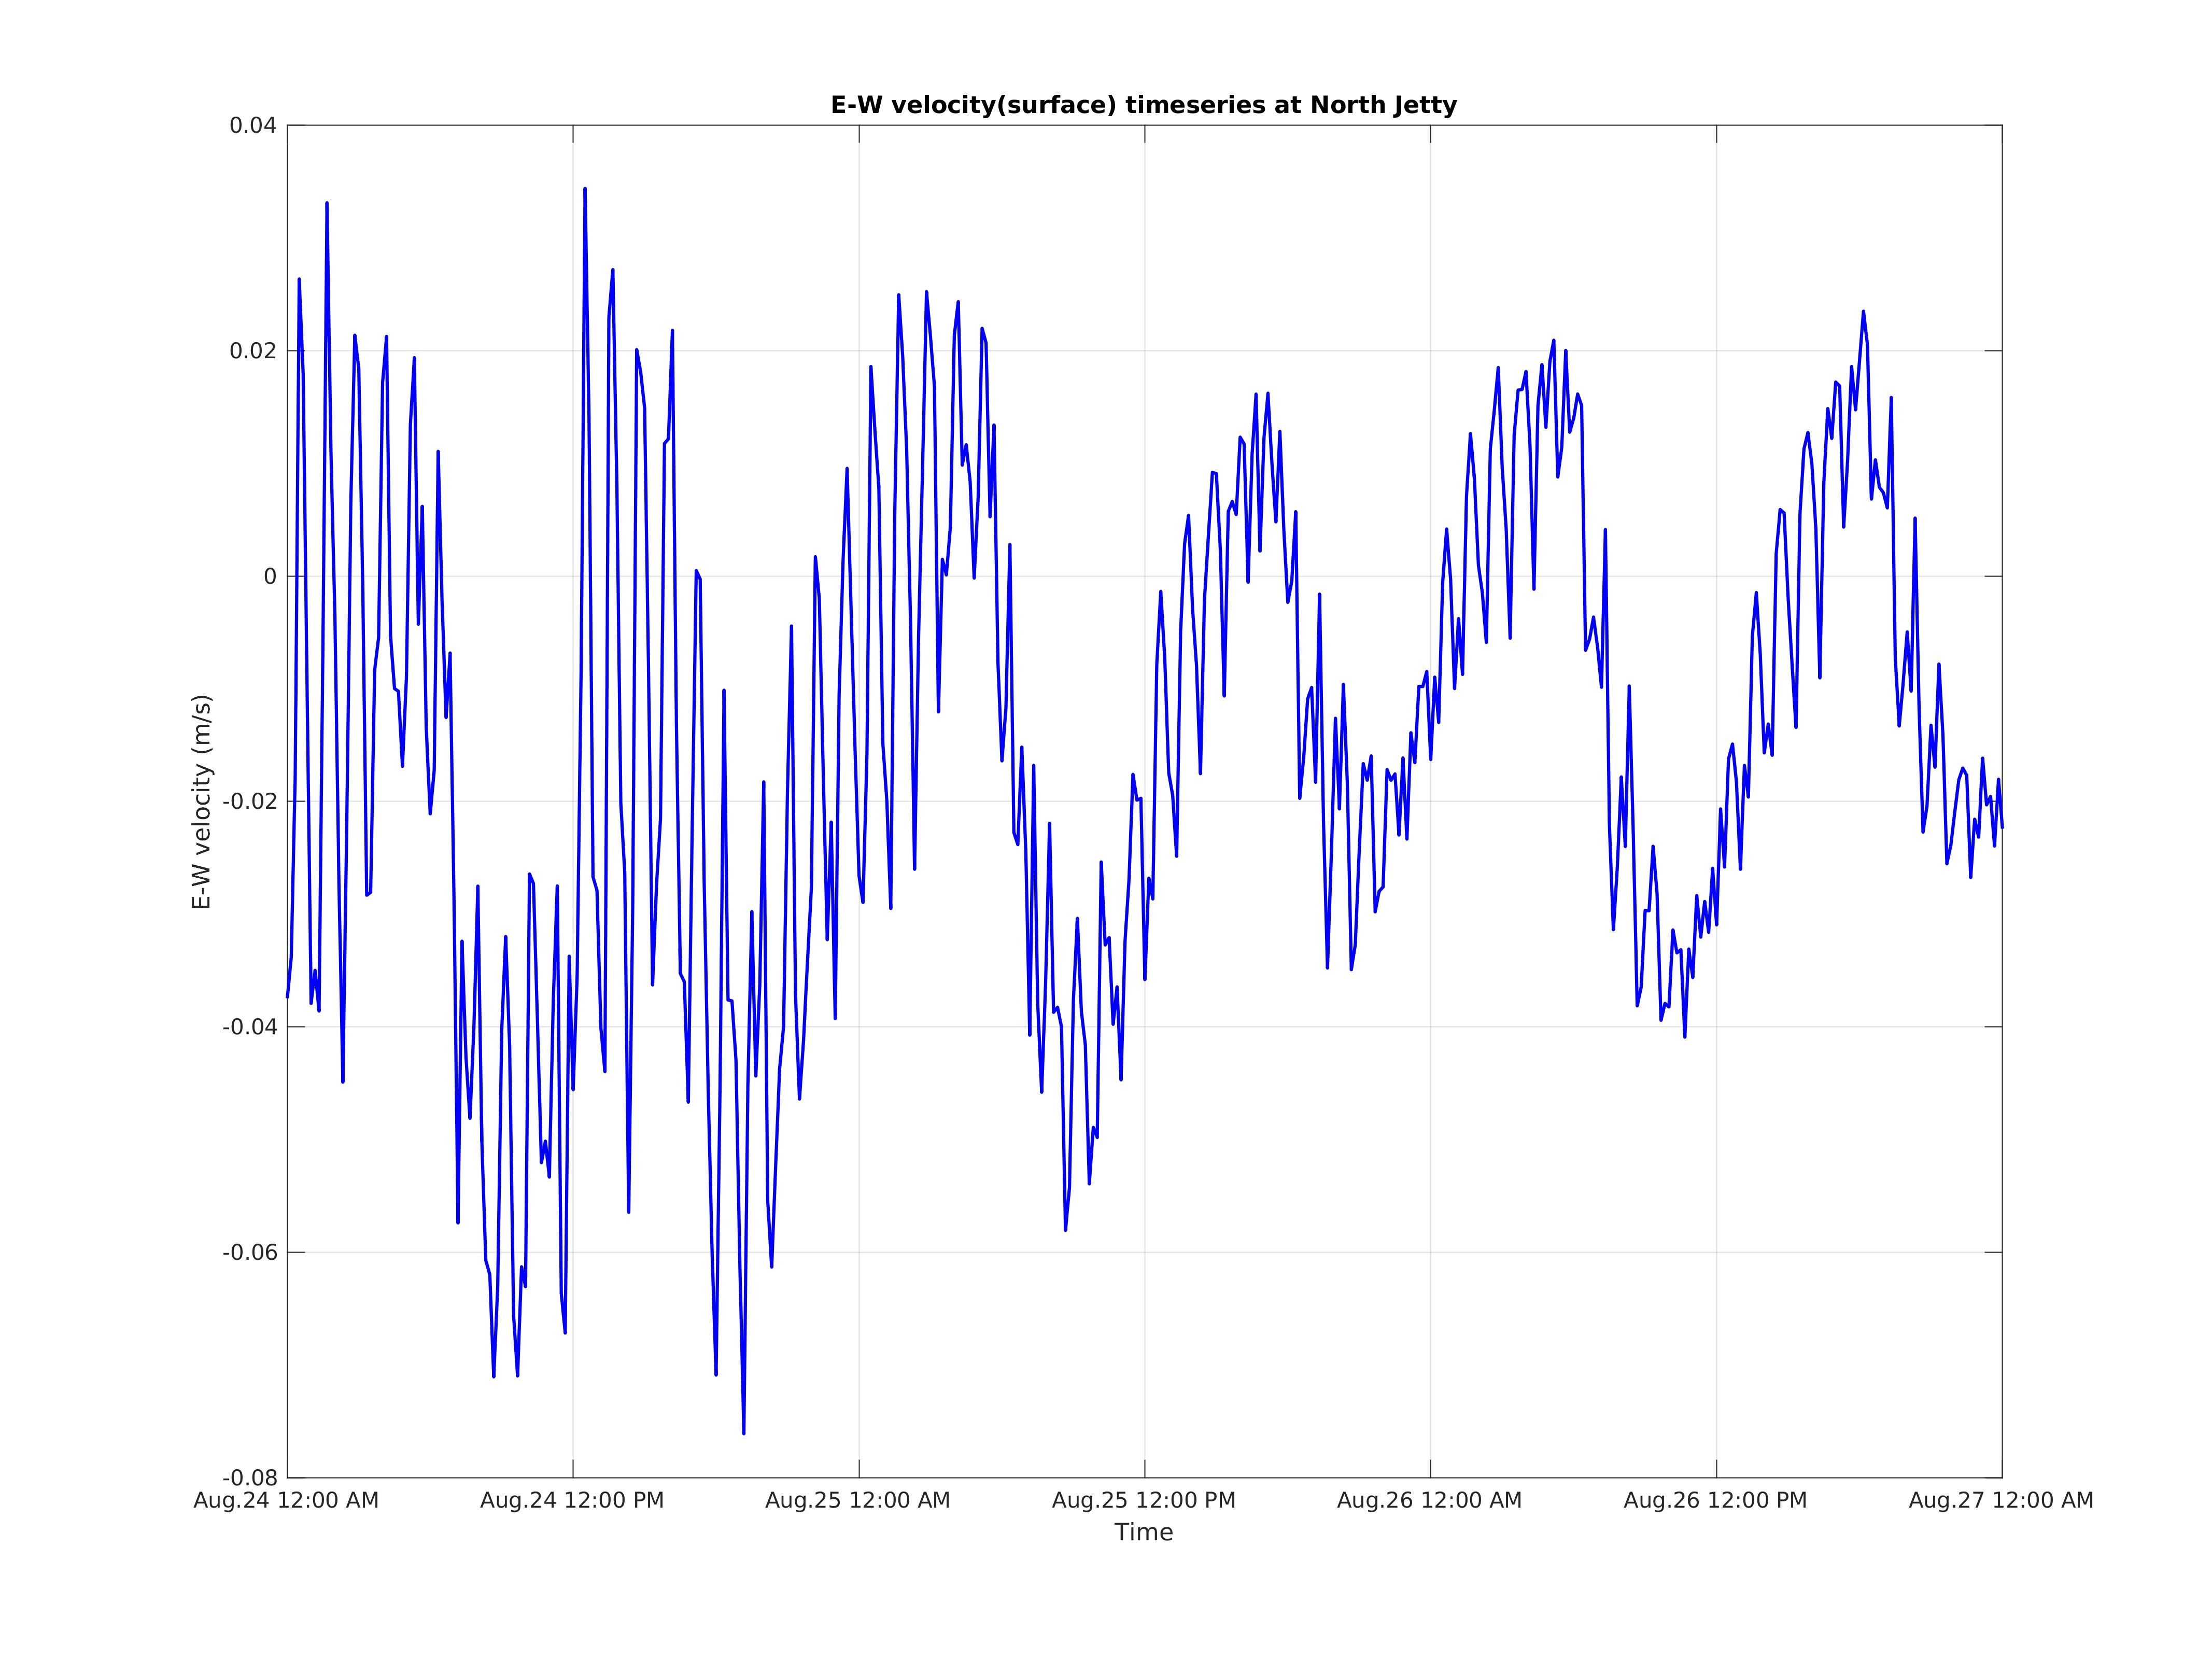 E-W velocity(surface) timeseries at North Jetty
0.04
0.02
0
-0.02
-0.04
-0.06
-0.08
E-W velocity (m/s)
Aug.24 12:00 AM
Aug.24 12:00 PM
Aug.25 12:00 AM
Aug.25 12:00 PM
Aug.26 12:00 AM
Aug.26 12:00 PM
Aug.27 12:00 AM
Time